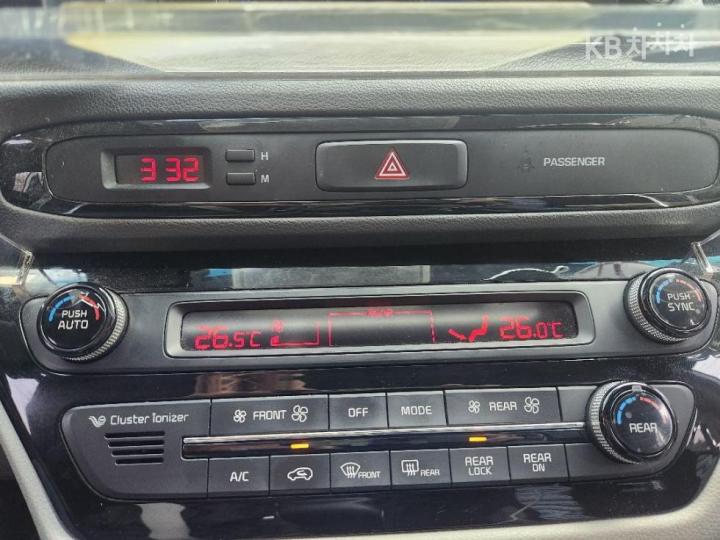 KB차차차
3 32
H
M
PASSENGER
PUSH
AUTO
26.5°C
26.0°C
PUSH
SYNC
Cluster Ionizer
FRONT
OFF
MODE
REAR
REAR
A/C
FRONT
REAR
REAR
LOCK
REAR
ON